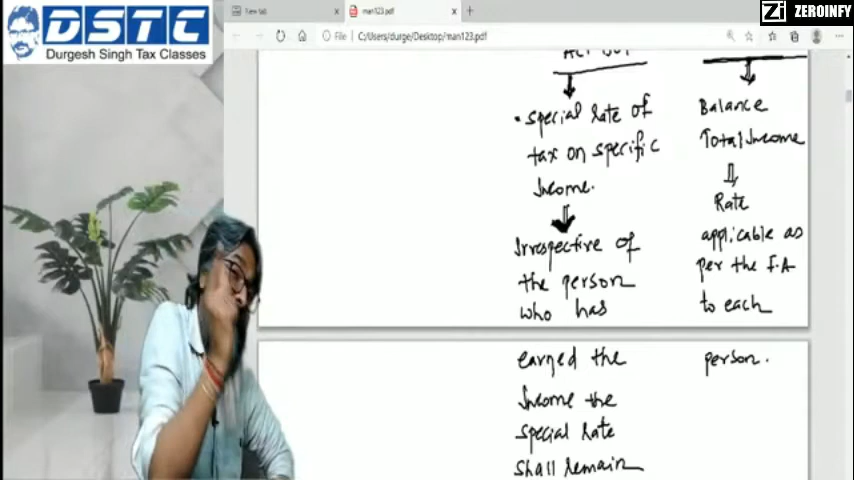 DSTC
Durgesh Singh Tax Classes
New tab
man123.pdf
File
C:/Users/durge/Desktop/man123.pdf
Zi ZEROINFY
• special rate of
tax on specific
Income.
Irrespective of
the person
who has
earned the
Income the
special rate
shall remain
Balance
Total Income
Rate
applicable as
per the F.A
to each
person.